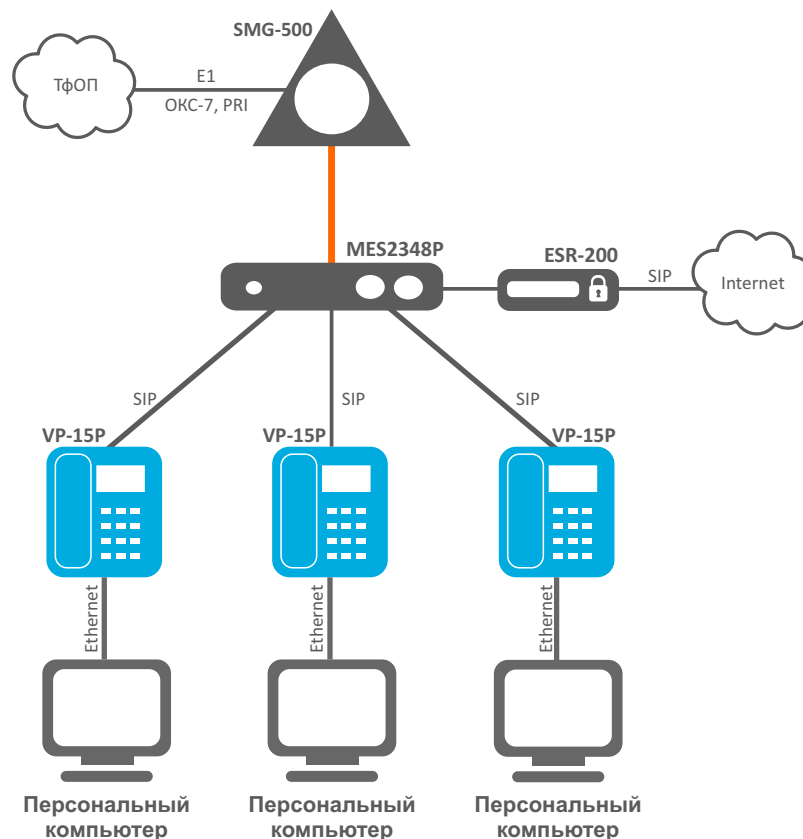 SMG-500
ТфОП
E1
ОКС-7, PRI
MES2348P
ESR-200
SIP
Internet
SIP
SIP
SIP
VP-15P
VP-15P
VP-15P
Ethernet
Ethernet
Ethernet
Персональный
компьютер
Персональный
компьютер
Персональный
компьютер